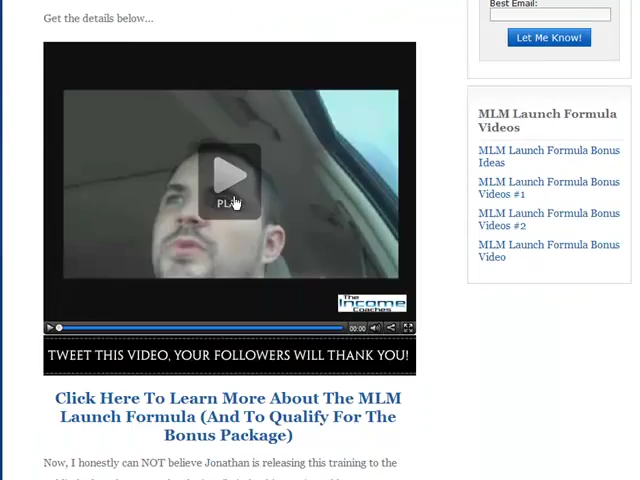 Get the details below...
PLAY
The
Income
Coaches
00:00
TWEET THIS VIDEO, YOUR FOLLOWERS WILL THANK YOU!
Click Here To Learn More About The MLM
Launch Formula (And To Qualify For The
Bonus Package)
Now, I honestly can NOT believe Jonathan is releasing this training to the
Best Email:
Let Me Know!
MLM Launch Formula
Videos
MLM Launch Formula Bonus
Ideas
MLM Launch Formula Bonus
Videos #1
MLM Launch Formula Bonus
Videos #2
MLM Launch Formula Bonus
Video